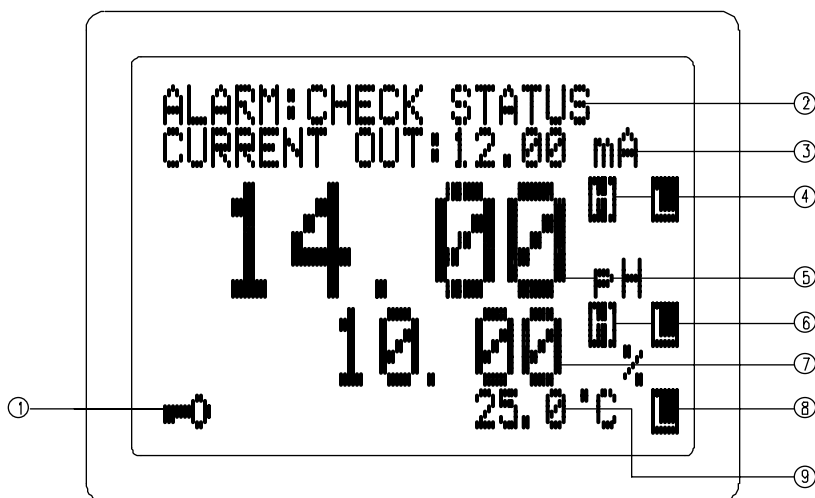 ALARM:CHECK STATUS
②
CURRENT OUT:12.00 mA
③
④
14.00 pH
⑤
⑥
10.00 %
⑦
①
25.0°C
⑧
⑨